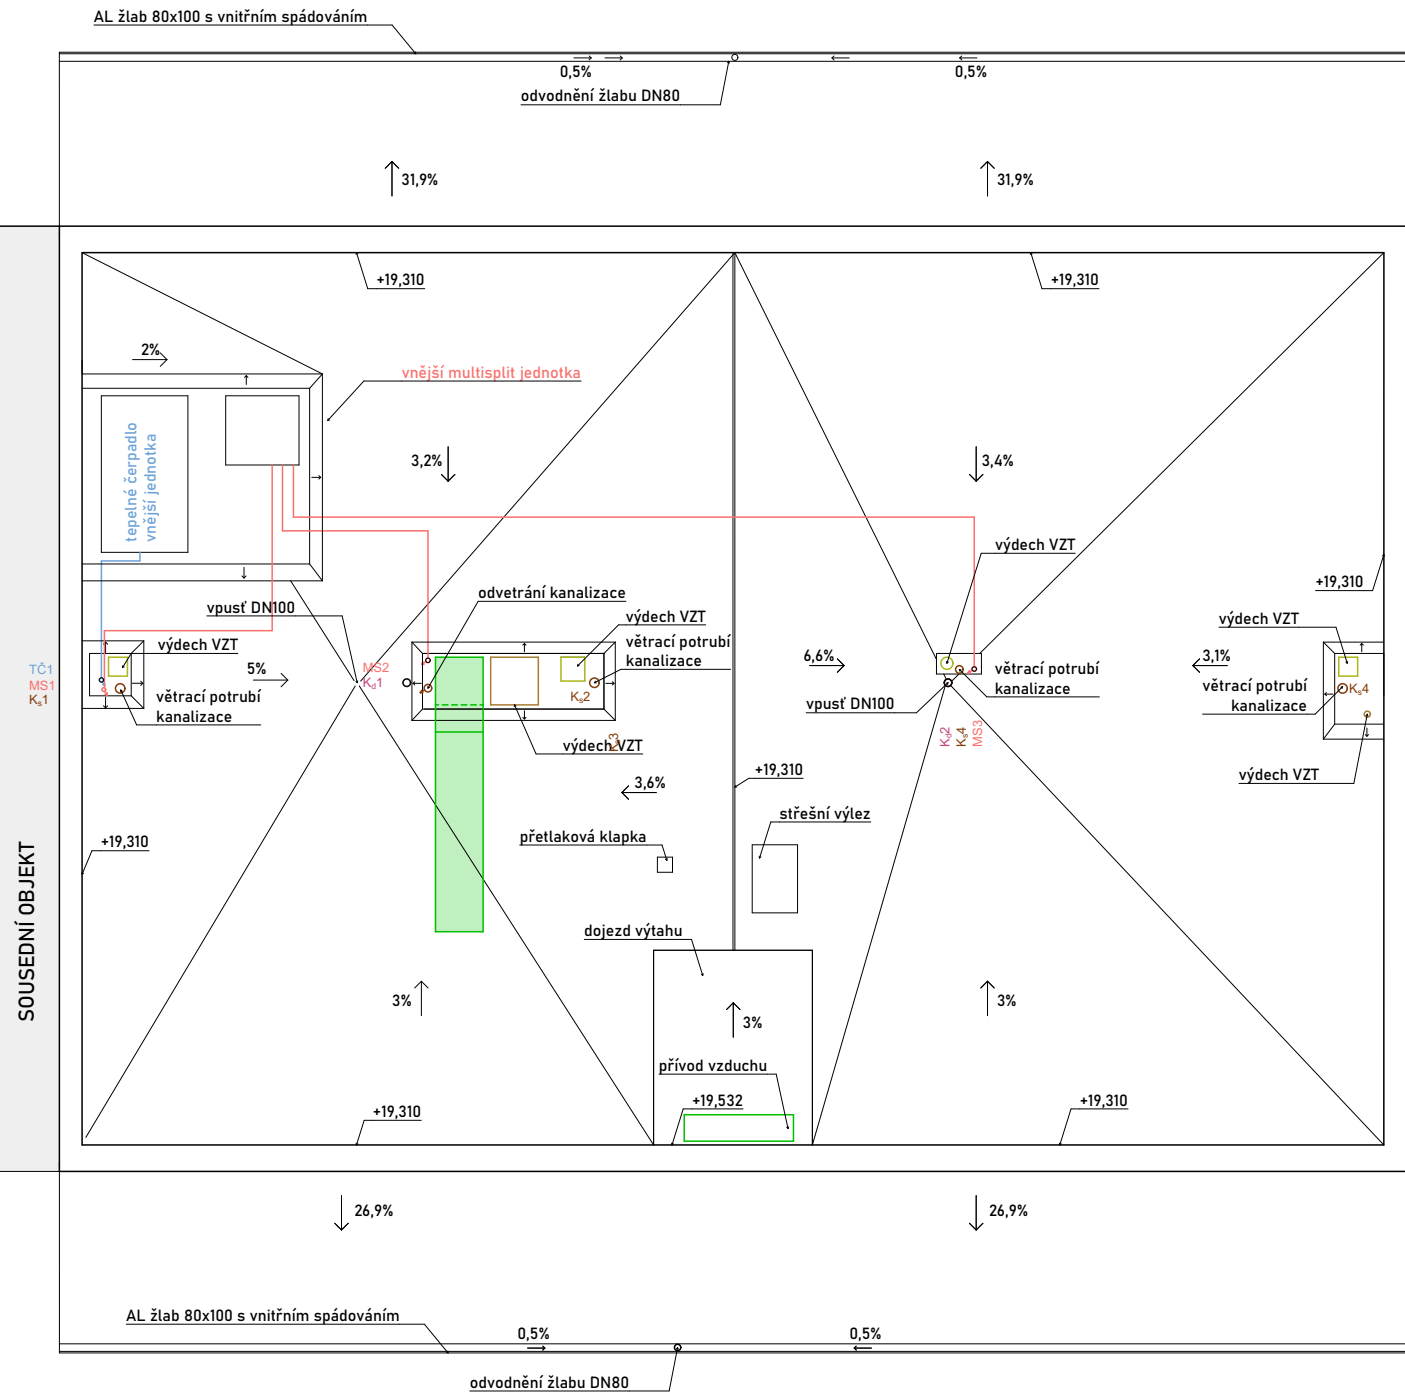 AL žlab 80x100 s vnitřním spádováním
0,5%
0,5%
odvodnění žlabu DN80
31,9%
31,9%
+19,310
+19,310
2%
vnější multisplit jednotka
tepelné čerpadlo
vnější jednotka
3,2%
3,4%
výdech VZT
+19,310
odvetrání kanalizace
vpusť DN100
výdech VZT
výdech VZT
výdech VZT
větrací potrubí
kanalizace
TČ1
MS1
Ks1
5%
MS2
Kd1
Ks2
6,6%
3,1%
větrací potrubí
kanalizace
větrací potrubí
kanalizace
větrací potrubí
kanalizace
Ks4
vpusť DN100
Kd2
Ks4
MS3
výdech VZT
Ks3
výdech VZT
+19,310
3,6%
střešní výlez
přetlaková klapka
+19,310
SOUSEDNÍ OBJEKT
dojezd výtahu
3%
3%
3%
přívod vzduchu
+19,310
+19,532
+19,310
26,9%
26,9%
AL žlab 80x100 s vnitřním spádováním
0,5%
0,5%
odvodnění žlabu DN80